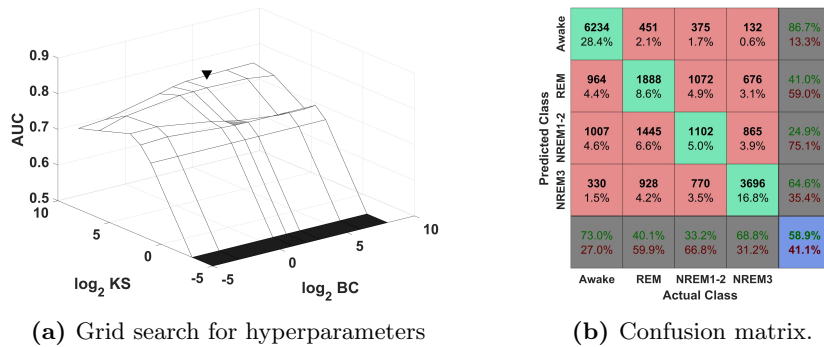 0.9
0.8
0.7
0.6
0.5
AUC
10
5
0
-5
log2 KS
-5
0
5
10
log2 BC
(a) Grid search for hyperparameters
Predicted Class
Awake
6234 451 375 132 86.7%
28.4% 2.1% 1.7% 0.6% 13.3%
REM
964 1888 1072 676 41.0%
4.4% 8.6% 4.9% 3.1% 59.0%
NREM1-2
1007 1445 1102 865 24.9%
4.6% 6.6% 5.0% 3.9% 75.1%
NREM3
330 928 770 3696 64.6%
1.5% 4.2% 3.5% 16.8% 35.4%
73.0% 40.1% 33.2% 68.8% 58.9%
27.0% 59.9% 66.8% 31.2% 41.1%
Awake REM NREM1-2 NREM3
Actual Class
(b) Confusion matrix.